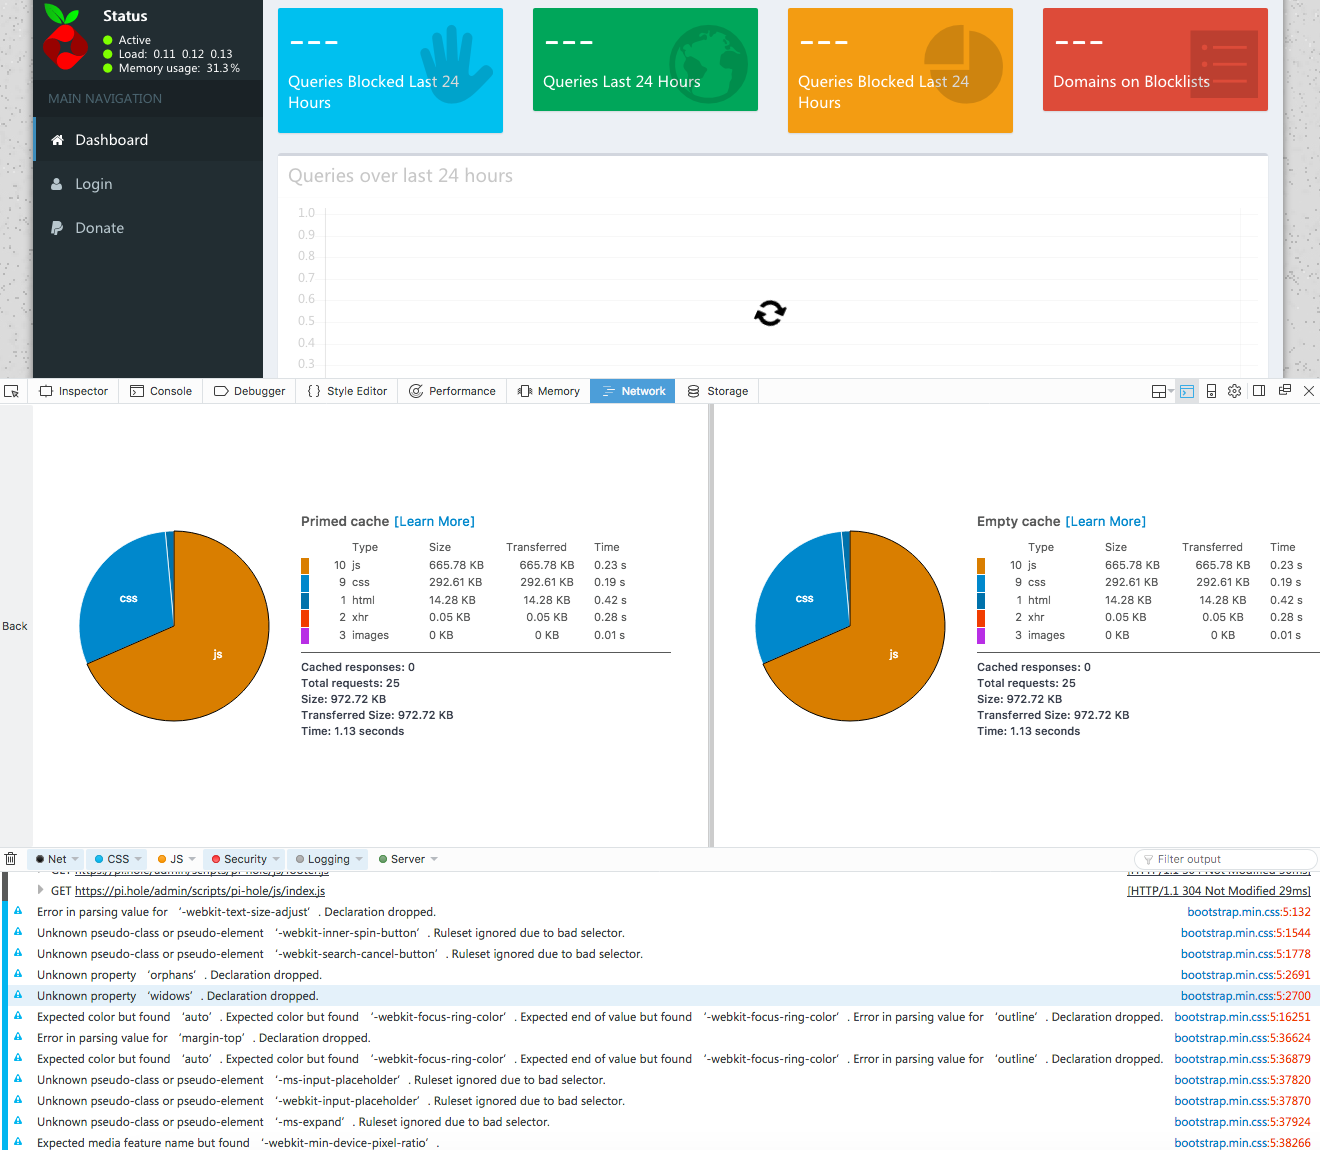 Status
Active
Load: 0.11 0.12 0.13
Memory usage: 31.3 %
MAIN NAVIGATION
Dashboard
Login
Donate
---
Queries Blocked Last 24
Hours
---
Queries Last 24 Hours
---
Queries Blocked Last 24
Hours
---
Domains on Blocklists
Queries over last 24 hours
1.0
0.9
0.8
0.7
0.6
0.5
0.4
0.3
Inspector Console Debugger { } Style Editor Performance Memory Network Storage
Back
css
js
Primed cache [Learn More]
Type Size Transferred Time
10 js 665.78 KB 665.78 KB 0.23 s
9 css 292.61 KB 292.61 KB 0.19 s
1 html 14.28 KB 14.28 KB 0.42 s
2 xhr 0.05 KB 0.05 KB 0.28 s
3 images 0 KB 0 KB 0.01 s
Cached responses: 0
Total requests: 25
Size: 972.72 KB
Transferred Size: 972.72 KB
Time: 1.13 seconds
css
js
Empty cache [Learn More]
Type Size Transferred Time
10 js 665.78 KB 665.78 KB 0.23 s
9 css 292.61 KB 292.61 KB 0.19 s
1 html 14.28 KB 14.28 KB 0.42 s
2 xhr 0.05 KB 0.05 KB 0.28 s
3 images 0 KB 0 KB 0.01 s
Cached responses: 0
Total requests: 25
Size: 972.72 KB
Transferred Size: 972.72 KB
Time: 1.13 seconds
Net CSS JS Security Logging Server Filter output
GET https://pi.hole/admin/scripts/pi-hole/js/footer.js [HTTP/1.1 304 Not Modified 30ms]
GET https://pi.hole/admin/scripts/pi-hole/js/index.js [HTTP/1.1 304 Not Modified 29ms]
Error in parsing value for ‘-webkit-text-size-adjust’ . Declaration dropped. bootstrap.min.css:5:132
Unknown pseudo-class or pseudo-element ‘-webkit-inner-spin-button’ . Ruleset ignored due to bad selector. bootstrap.min.css:5:1544
Unknown pseudo-class or pseudo-element ‘-webkit-search-cancel-button’ . Ruleset ignored due to bad selector. bootstrap.min.css:5:1778
Unknown property ‘orphans’ . Declaration dropped. bootstrap.min.css:5:2691
Unknown property ‘widows’ . Declaration dropped. bootstrap.min.css:5:2700
Expected color but found ‘auto’ . Expected color but found ‘-webkit-focus-ring-color’ . Expected end of value but found ‘-webkit-focus-ring-color’ . Error in parsing value for ‘outline’ . Declaration dropped. bootstrap.min.css:5:16251
Error in parsing value for ‘margin-top’ . Declaration dropped. bootstrap.min.css:5:36624
Expected color but found ‘auto’ . Expected color but found ‘-webkit-focus-ring-color’ . Expected end of value but found ‘-webkit-focus-ring-color’ . Error in parsing value for ‘outline’ . Declaration dropped. bootstrap.min.css:5:36879
Unknown pseudo-class or pseudo-element ‘-ms-input-placeholder’ . Ruleset ignored due to bad selector. bootstrap.min.css:5:37820
Unknown pseudo-class or pseudo-element ‘-webkit-input-placeholder’ . Ruleset ignored due to bad selector. bootstrap.min.css:5:37870
Unknown pseudo-class or pseudo-element ‘-ms-expand’ . Ruleset ignored due to bad selector. bootstrap.min.css:5:37924
Expected media feature name but found ‘-webkit-min-device-pixel-ratio’ . bootstrap.min.css:5:38266